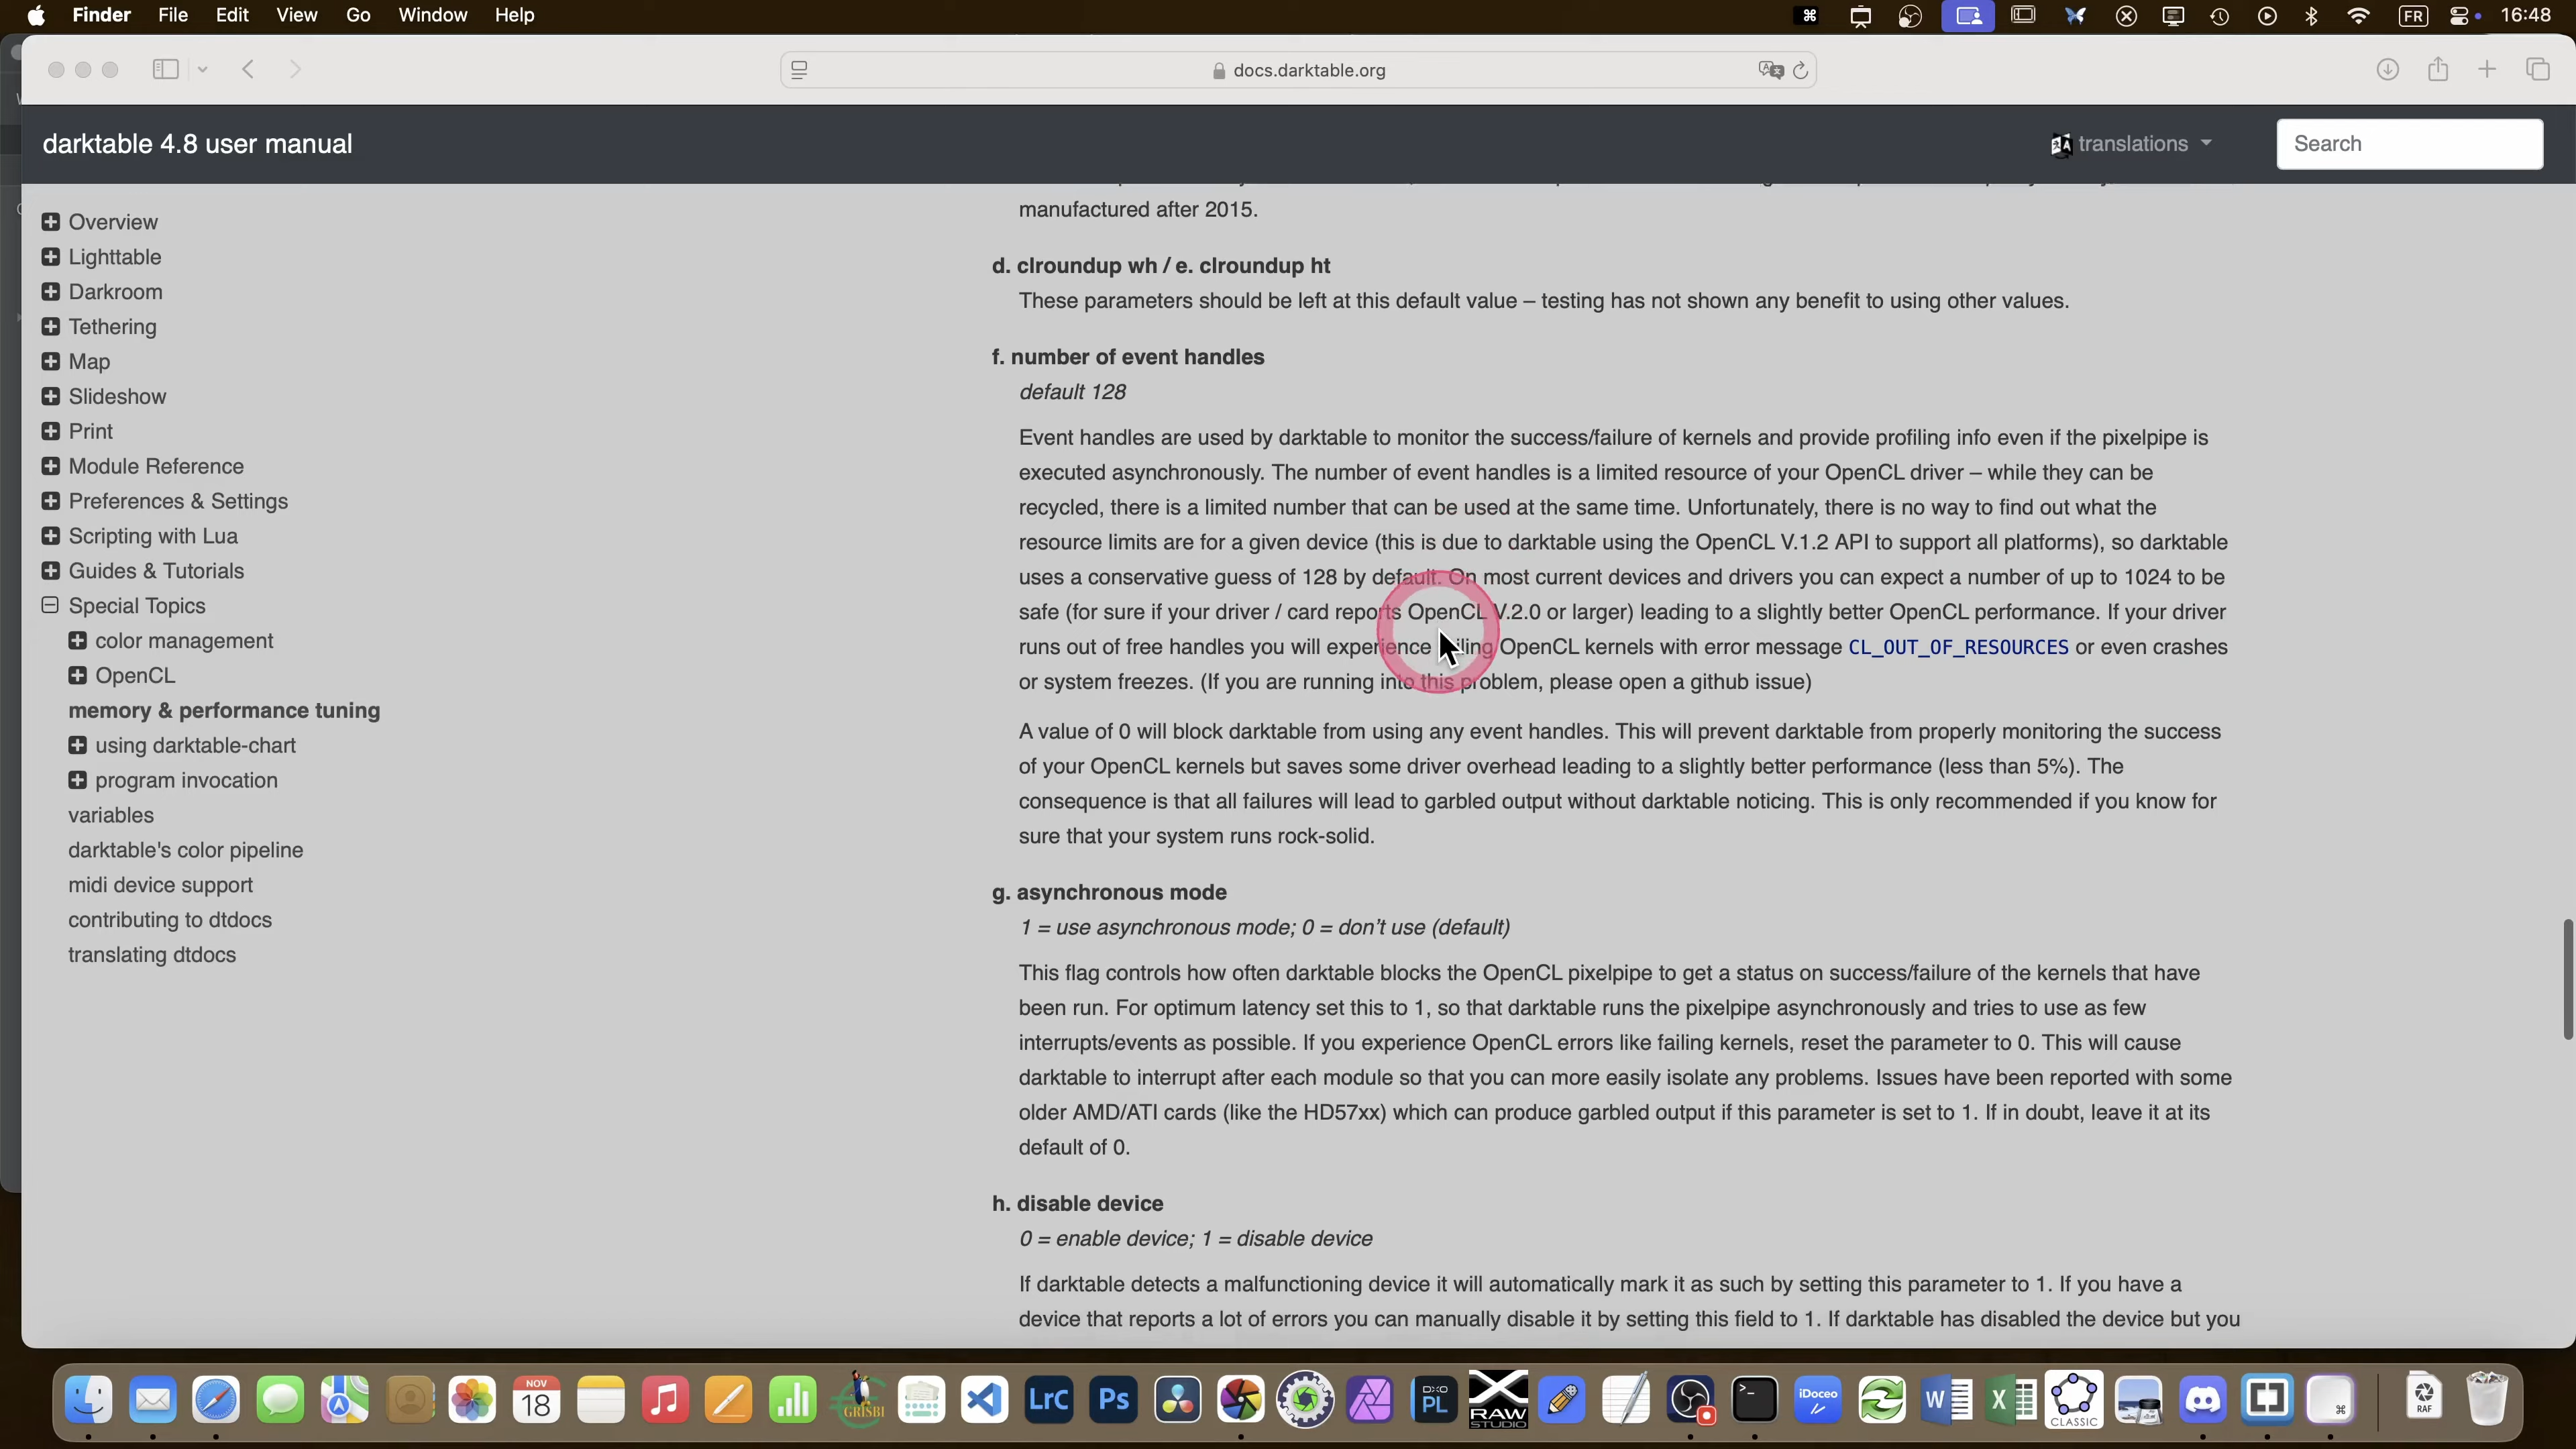 Finder File Edit View Go Window Help FR 16:48
docs.darktable.org
darktable 4.8 user manual translations Search
Overview
Lighttable
Darkroom
Tethering
Map
Slideshow
Print
Module Reference
Preferences & Settings
Scripting with Lua
Guides & Tutorials
Special Topics
color management
OpenCL
memory & performance tuning
using darktable-chart
program invocation
variables
darktable's color pipeline
midi device support
contributing to dtdocs
translating dtdocs
manufactured after 2015.
d. clroundup wh / e. clroundup ht
These parameters should be left at this default value – testing has not shown any benefit to using other values.
f. number of event handles
default 128
Event handles are used by darktable to monitor the success/failure of kernels and provide profiling info even if the pixelpipe is
executed asynchronously. The number of event handles is a limited resource of your OpenCL driver – while they can be
recycled, there is a limited number that can be used at the same time. Unfortunately, there is no way to find out what the
resource limits are for a given device (this is due to darktable using the OpenCL V.1.2 API to support all platforms), so darktable
uses a conservative guess of 128 by default. On most current devices and drivers you can expect a number of up to 1024 to be
safe (for sure if your driver / card reports OpenCL V.2.0 or larger) leading to a slightly better OpenCL performance. If your driver
runs out of free handles you will experience failing OpenCL kernels with error message CL_OUT_OF_RESOURCES or even crashes
or system freezes. (If you are running into this problem, please open a github issue)
A value of 0 will block darktable from using any event handles. This will prevent darktable from properly monitoring the success
of your OpenCL kernels but saves some driver overhead leading to a slightly better performance (less than 5%). The
consequence is that all failures will lead to garbled output without darktable noticing. This is only recommended if you know for
sure that your system runs rock-solid.
g. asynchronous mode
1 = use asynchronous mode; 0 = don't use (default)
This flag controls how often darktable blocks the OpenCL pixelpipe to get a status on success/failure of the kernels that have
been run. For optimum latency set this to 1, so that darktable runs the pixelpipe asynchronously and tries to use as few
interrupts/events as possible. If you experience OpenCL errors like failing kernels, reset the parameter to 0. This will cause
darktable to interrupt after each module so that you can more easily isolate any problems. Issues have been reported with some
older AMD/ATI cards (like the HD57xx) which can produce garbled output if this parameter is set to 1. If in doubt, leave it at its
default of 0.
h. disable device
0 = enable device; 1 = disable device
If darktable detects a malfunctioning device it will automatically mark it as such by setting this parameter to 1. If you have a
device that reports a lot of errors you can manually disable it by setting this field to 1. If darktable has disabled the device but you
NOV
18
GRISBI
LrC
Ps
DXO
PL
RAW
STUDIO
iDoceo
W
X
CLASSIC
RAF